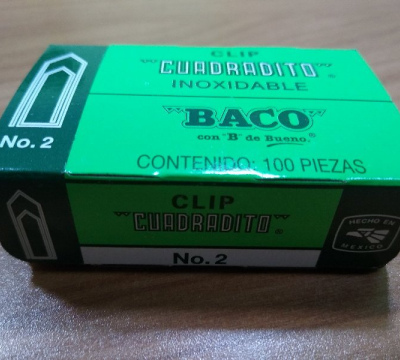 CLIP
"CUADRADITO"®
INOXIDABLE
"BACO"
con "B" de Bueno.®
CONTENIDO: 100 PIEZAS
No. 2
CLIP
"CUADRADITO"®
No. 2
HECHO EN
MEXICO